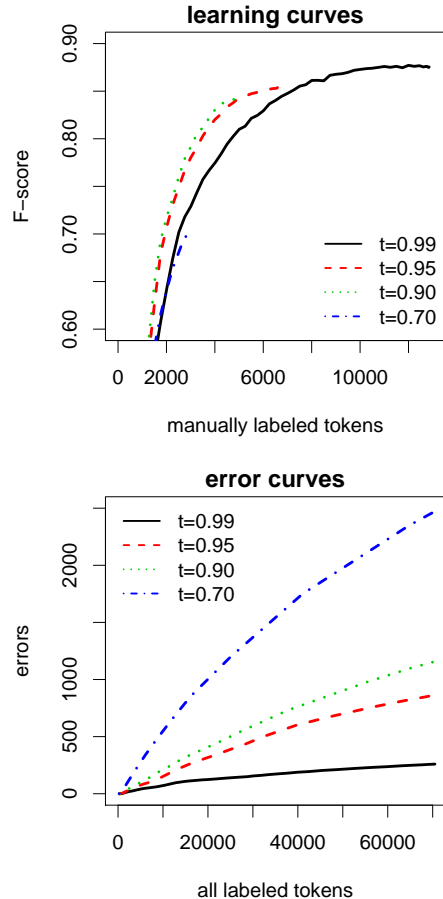 learning curves
0.90
0.80
0.70
0.60
F−score
t=0.99
t=0.95
t=0.90
t=0.70
0 2000 6000 10000
manually labeled tokens
error curves
t=0.99
t=0.95
t=0.90
t=0.70
2000
1000
500
0
errors
0 20000 40000 60000
all labeled tokens